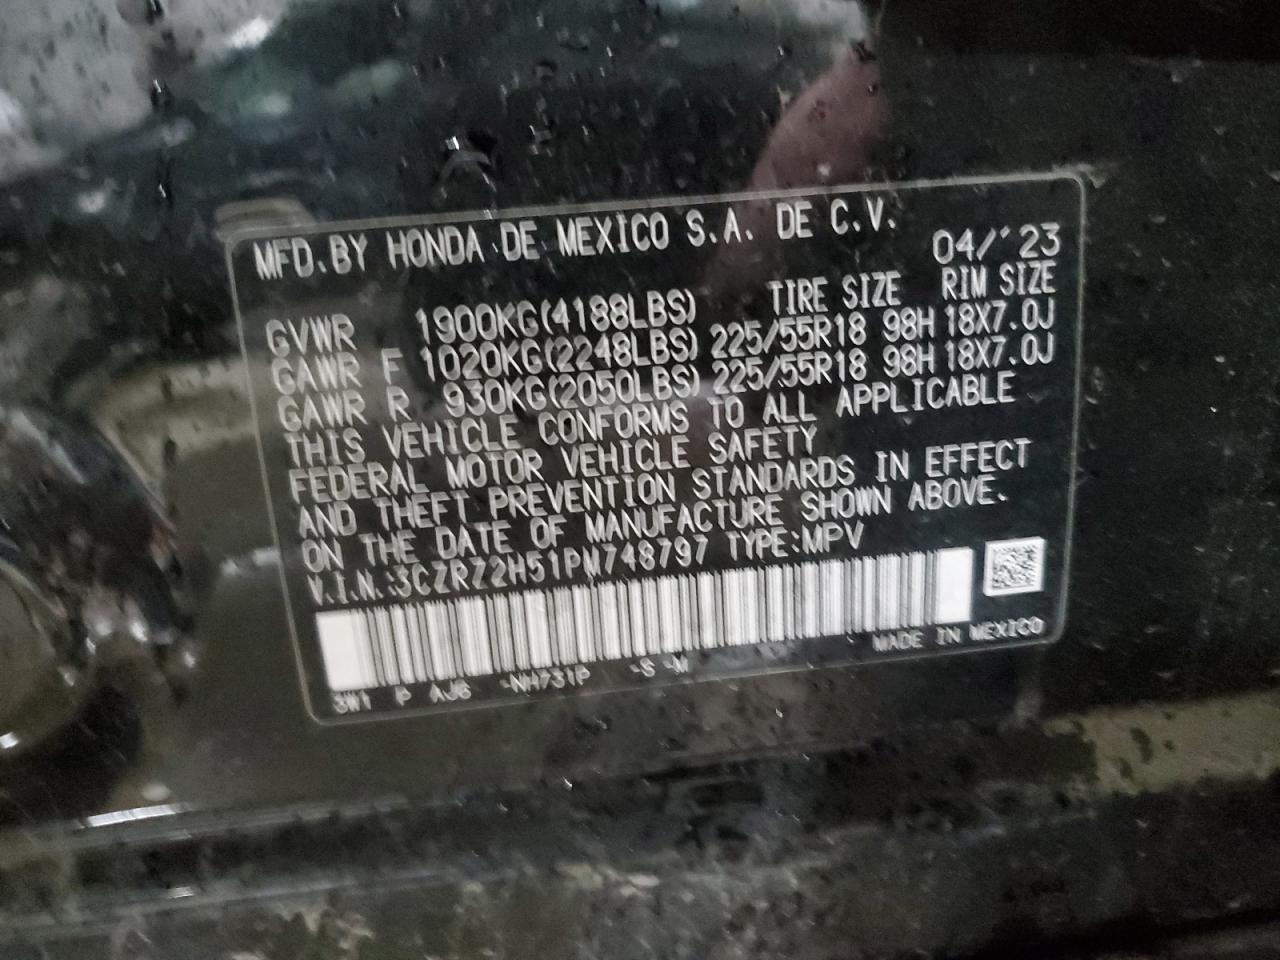 MFD.BY HONDA DE MEXICO S.A. DE C.V.
04/'23
TIRE SIZE RIM SIZE
GVWR 1900KG(4188LBS)
GAWR F 1020KG(2248LBS) 225/55R18 98H 18X7.0J
GAWR R 930KG(2050LBS) 225/55R18 98H 18X7.0J
THIS VEHICLE CONFORMS TO ALL APPLICABLE
FEDERAL MOTOR VEHICLE SAFETY
AND THEFT PREVENTION STANDARDS IN EFFECT
ON THE DATE OF MANUFACTURE SHOWN ABOVE.
V.I.N.:3CZRZ2H51PM748797 TYPE:MPV
MADE IN MEXICO
3W1 P AJG -NH731P -S -M